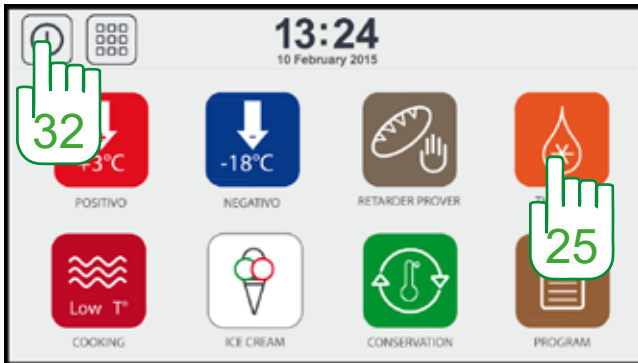 13:24
10 February 2015
32
+3°C
-18°C
25
POSITIVO
NEGATIVO
RETARDER PROVER
Low T°
COOKING
ICE CREAM
CONSERVATION
PROGRAM